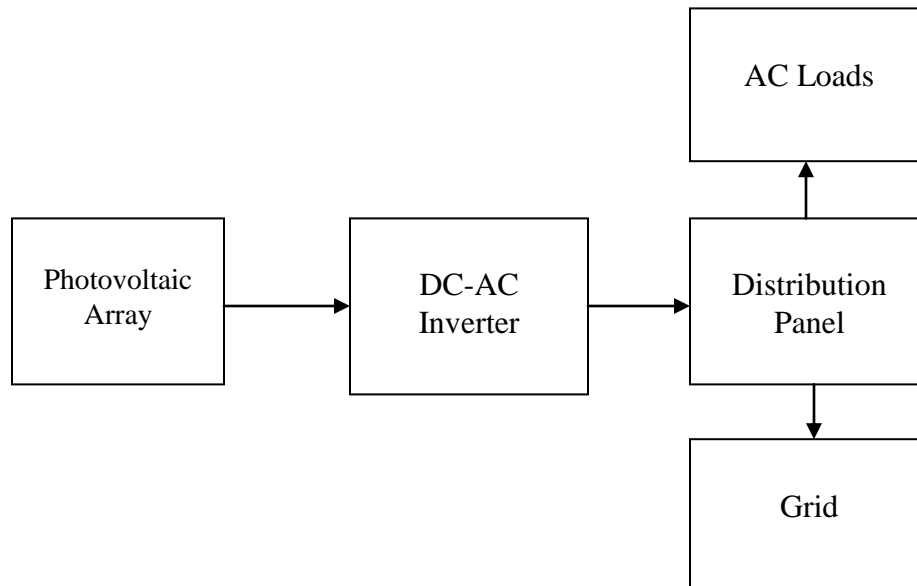 AC Loads
Photovoltaic
Array
DC-AC
Inverter
Distribution
Panel
Grid